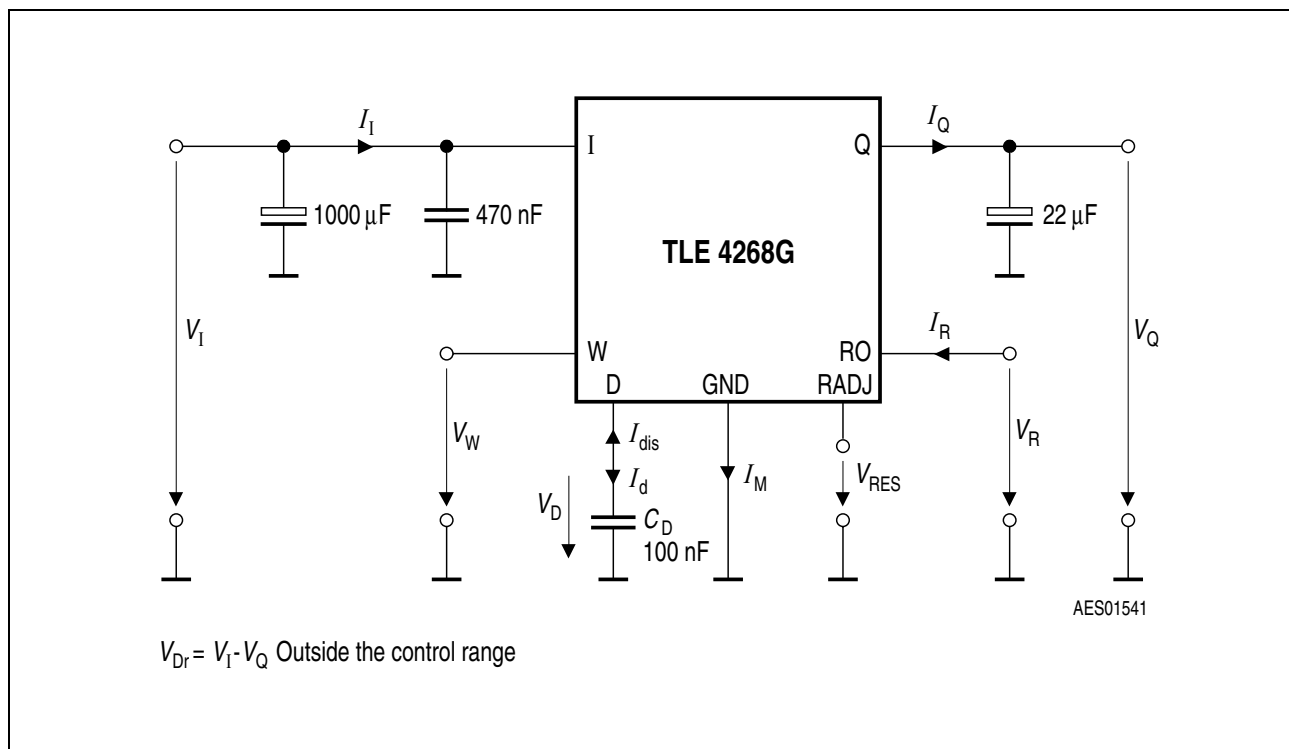 I_I
I_Q
I
Q
1000 µF
470 nF
22 µF
TLE 4268G
V_I
I_R
V_Q
W
RO
D
GND
RADJ
V_W
I_dis
V_R
I_d
I_M
V_RES
V_D
C_D
100 nF
AES01541
V_Dr = V_I-V_Q Outside the control range